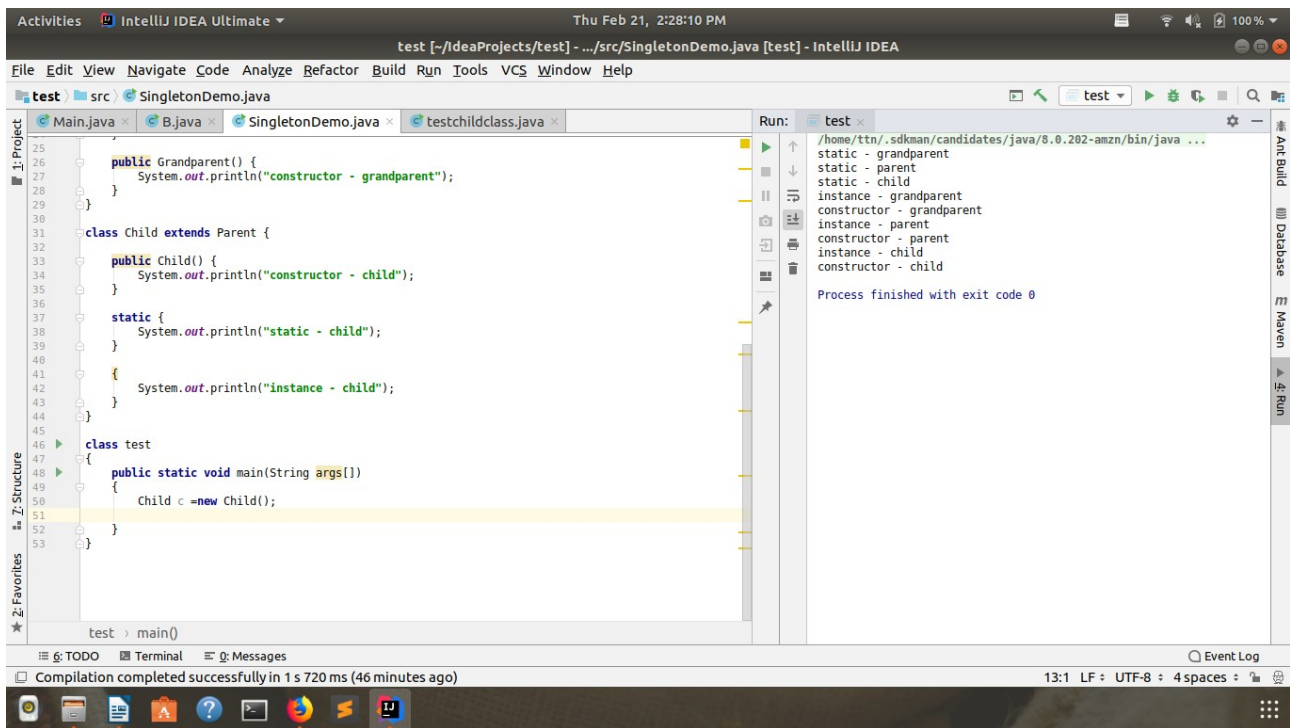 Activities IntelliJ IDEA Ultimate Thu Feb 21, 2:28:10 PM 100 %
test [~/IdeaProjects/test] - .../src/SingletonDemo.java [test] - IntelliJ IDEA
File Edit View Navigate Code Analyze Refactor Build Run Tools VCS Window Help
test src SingletonDemo.java test
Main.java B.java SingletonDemo.java testchildclass.java
25
26 public Grandparent() {
27 System.out.println("constructor - grandparent");
28 }
29 }
30
31 class Child extends Parent {
32
33 public Child() {
34 System.out.println("constructor - child");
35 }
36
37 static {
38 System.out.println("static - child");
39 }
40
41 {
42 System.out.println("instance - child");
43 }
44 }
45
46 class test
47 {
48 public static void main(String args[])
49 {
50 Child c =new Child();
51
52 }
53 }
test > main()
Run: test
/home/ttn/.sdkman/candidates/java/8.0.202-amzn/bin/java ...
static - grandparent
static - parent
static - child
instance - grandparent
constructor - grandparent
instance - parent
constructor - parent
instance - child
constructor - child
Process finished with exit code 0
1: Project
7: Structure
2: Favorites
Ant Build
Database
m Maven
4: Run
6: TODO Terminal 0: Messages Event Log
Compilation completed successfully in 1 s 720 ms (46 minutes ago) 13:1 LF UTF-8 4 spaces